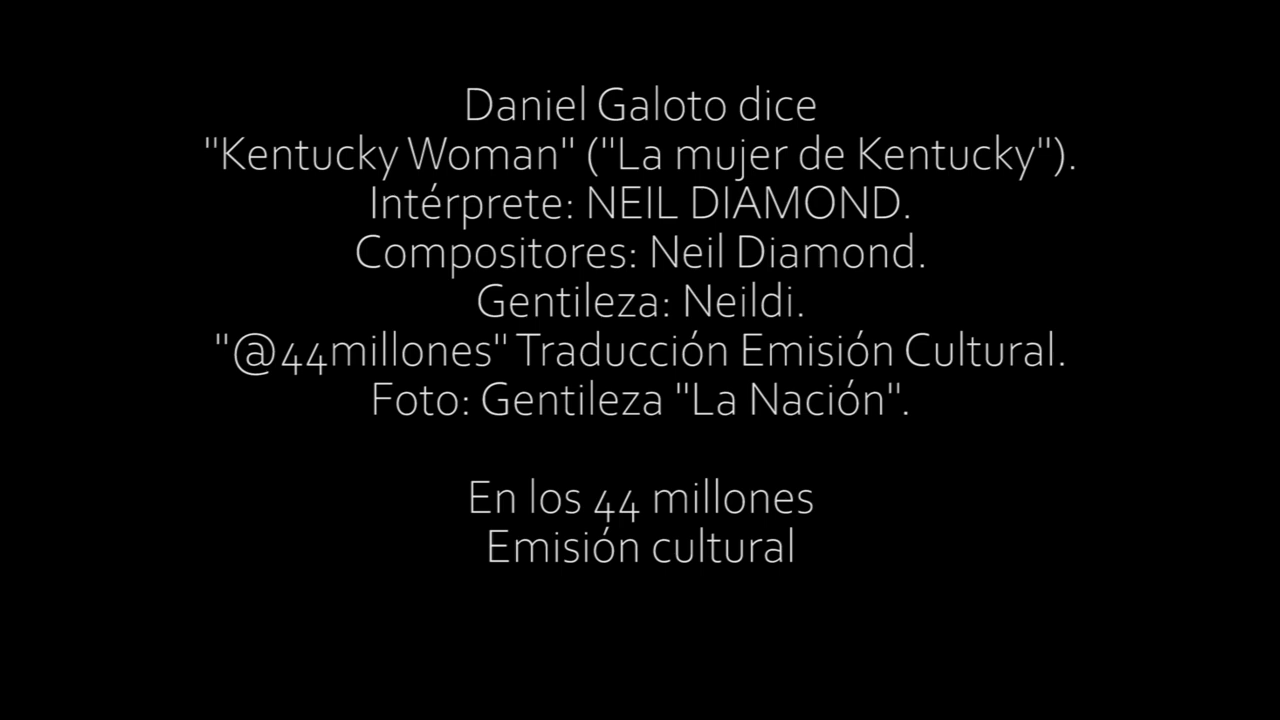 Daniel Galoto dice
"Kentucky Woman" ("La mujer de Kentucky").
Intérprete: NEIL DIAMOND.
Compositores: Neil Diamond.
Gentileza: Neildi.
"@44millones" Traducción Emisión Cultural.
Foto: Gentileza "La Nación".
En los 44 millones
Emisión cultural